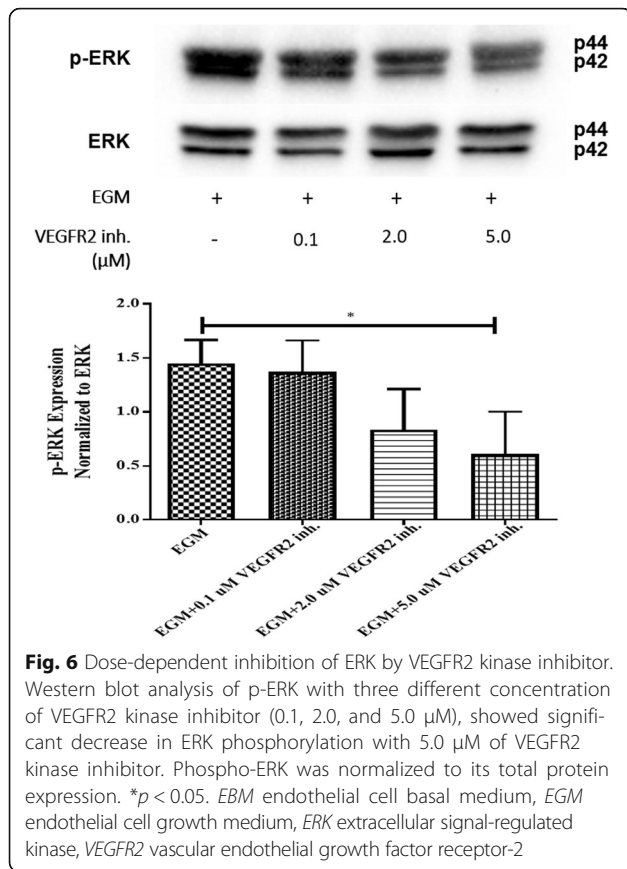 p-ERK
p44
p42
ERK
p44
p42
EGM + + + +
VEGFR2 inh. - 0.1 2.0 5.0
(µM)
p-ERK Expression
Normalized to ERK
2.0
1.5
1.0
0.5
0.0
*
EGM
EGM+0.1 uM VEGFR2 inh.
EGM+2.0 uM VEGFR2 inh.
EGM+5.0 uM VEGFR2 inh.
Fig. 6 Dose-dependent inhibition of ERK by VEGFR2 kinase inhibitor.
Western blot analysis of p-ERK with three different concentration
of VEGFR2 kinase inhibitor (0.1, 2.0, and 5.0 µM), showed signifi-
cant decrease in ERK phosphorylation with 5.0 µM of VEGFR2
kinase inhibitor. Phospho-ERK was normalized to its total protein
expression. *p < 0.05. EBM endothelial cell basal medium, EGM
endothelial cell growth medium, ERK extracellular signal-regulated
kinase, VEGFR2 vascular endothelial growth factor receptor-2